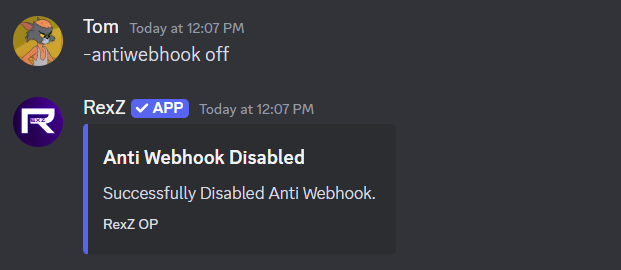 Tom Today at 12:07 PM
-antiwebhook off
RexZ ✓ APP Today at 12:07 PM
Anti Webhook Disabled
Successfully Disabled Anti Webhook.
RexZ OP